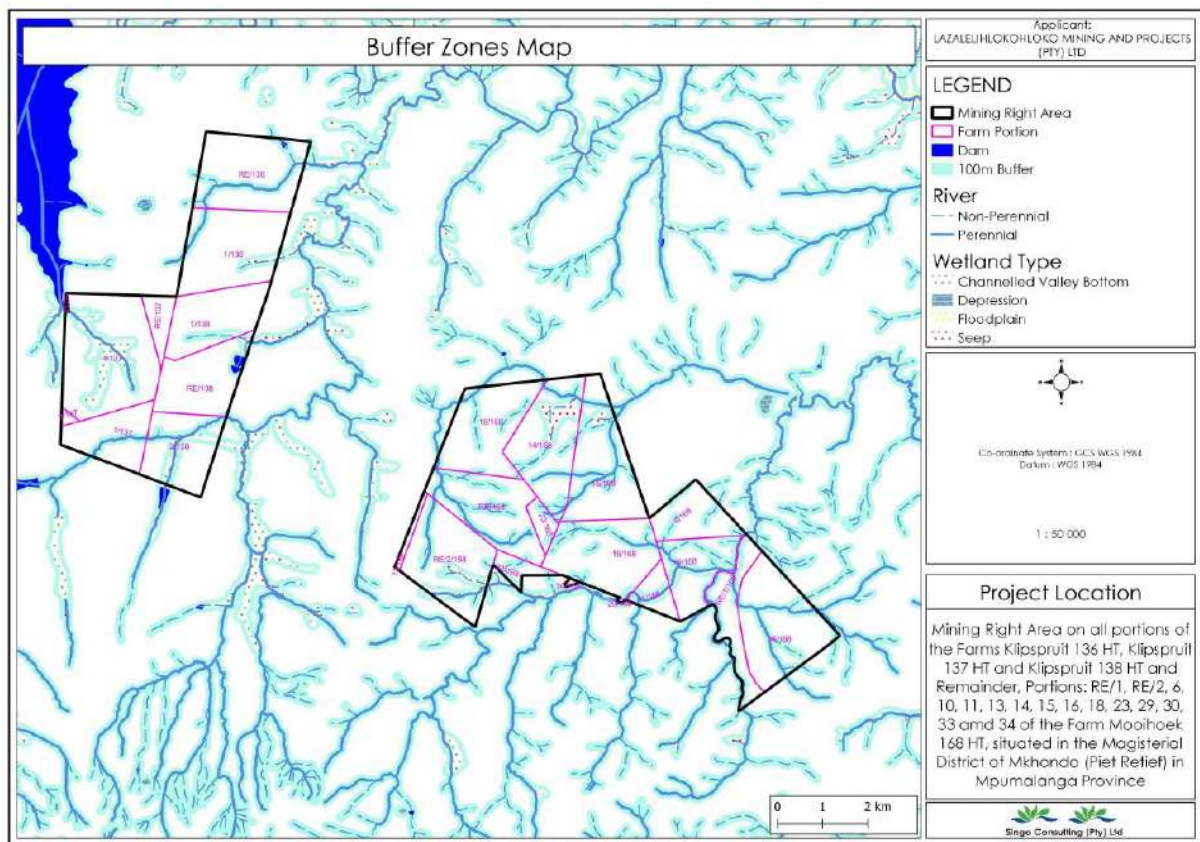 Buffer Zones Map
RE/136
1/136
RE/137
1/138
RE/138
1/137
2/138
15/168
14/168
RE/168
RE/2/168
16/168
0
1
2 km
Applicant:
MINING AND PROJECTS
(PTY) LTD
LEGEND
Mining Right Area
Farm Portion
Dam
100m Buffer
River
Non-Perennial
Perennial
Wetland Type
Channelled Valley Bottom
Depression
Floodplain
Seep
Co-ordinate System : GCS WGS 1984
Datum : WGS 1984
1 : 50 000
Project Location
Mining Right Area on all portions of
the Farms Klipspruit 136 HT, Klipspruit
137 HT and Klipspruit 138 HT and
Remainder, Portions: RE/1, RE/2, 6,
10, 11, 13, 14, 15, 16, 18, 23, 29, 30,
33 amd 34 of the Farm Mooihoek
168 HT, situated in the Magisterial
District of Mkhondo (Piet Retief) in
Mpumalanga Province
Singo Consulting (Pty) Ltd